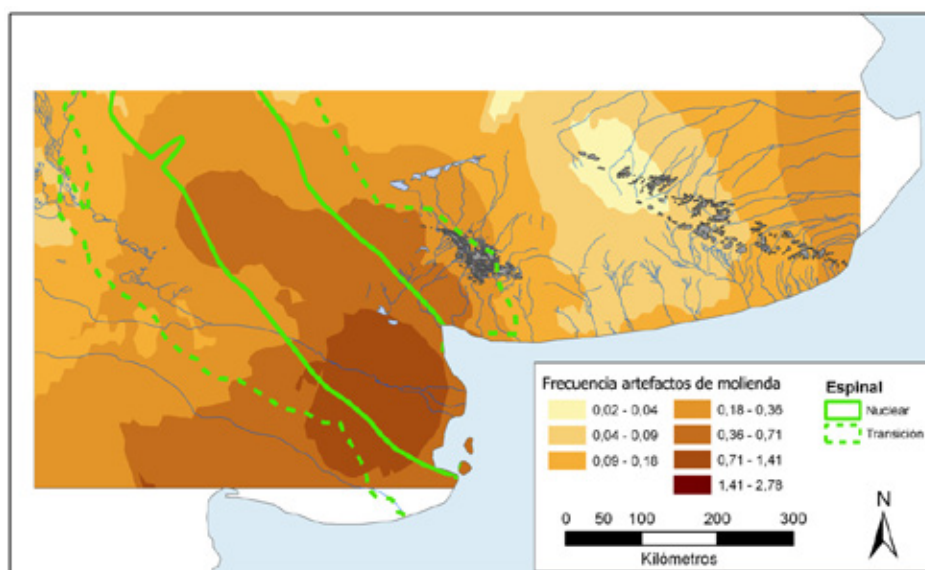 Frecuencia artefactos de molienda
0,02 - 0,04
0,04 - 0,09
0,09 - 0,18
0,18 - 0,36
0,36 - 0,71
0,71 - 1,41
1,41 - 2,78
Espinal
Nuclear
Transición
N
0 50 100 200 300
Kilómetros